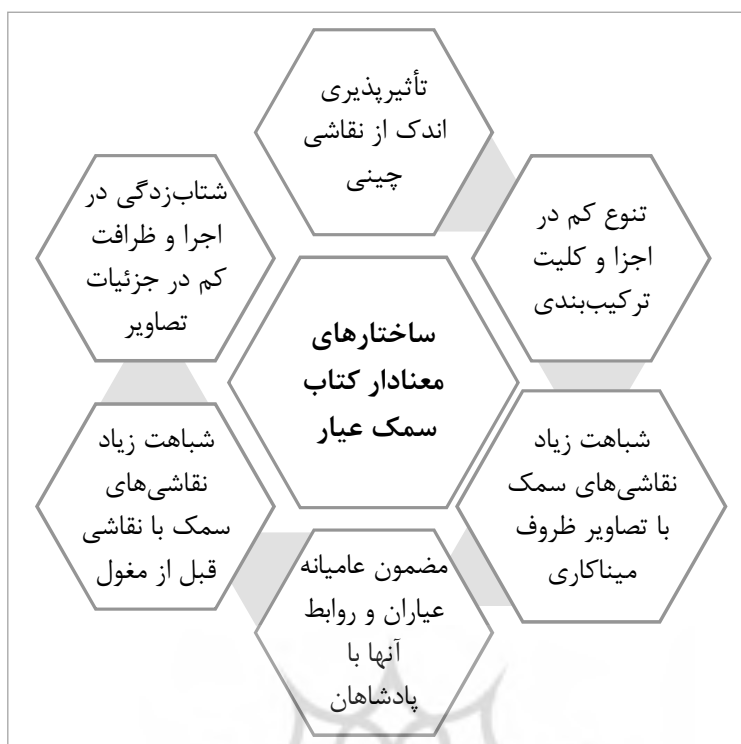 تأثیرپذیری
اندک از نقاشی
چینی
تنوع کم در
اجزا و کلیت
ترکیب‌بندی
شباهت زیاد
نقاشی‌های سمک
با تصاویر ظروف
میناکاری
مضمون عامیانه
عیاران و روابط
آنها با
پادشاهان
شباهت زیاد
نقاشی‌های
سمک با نقاشی
قبل از مغول
شتاب‌زدگی در
اجرا و ظرافت
کم در جزئیات
تصاویر
ساختارهای
معنادار کتاب
سمک عیار